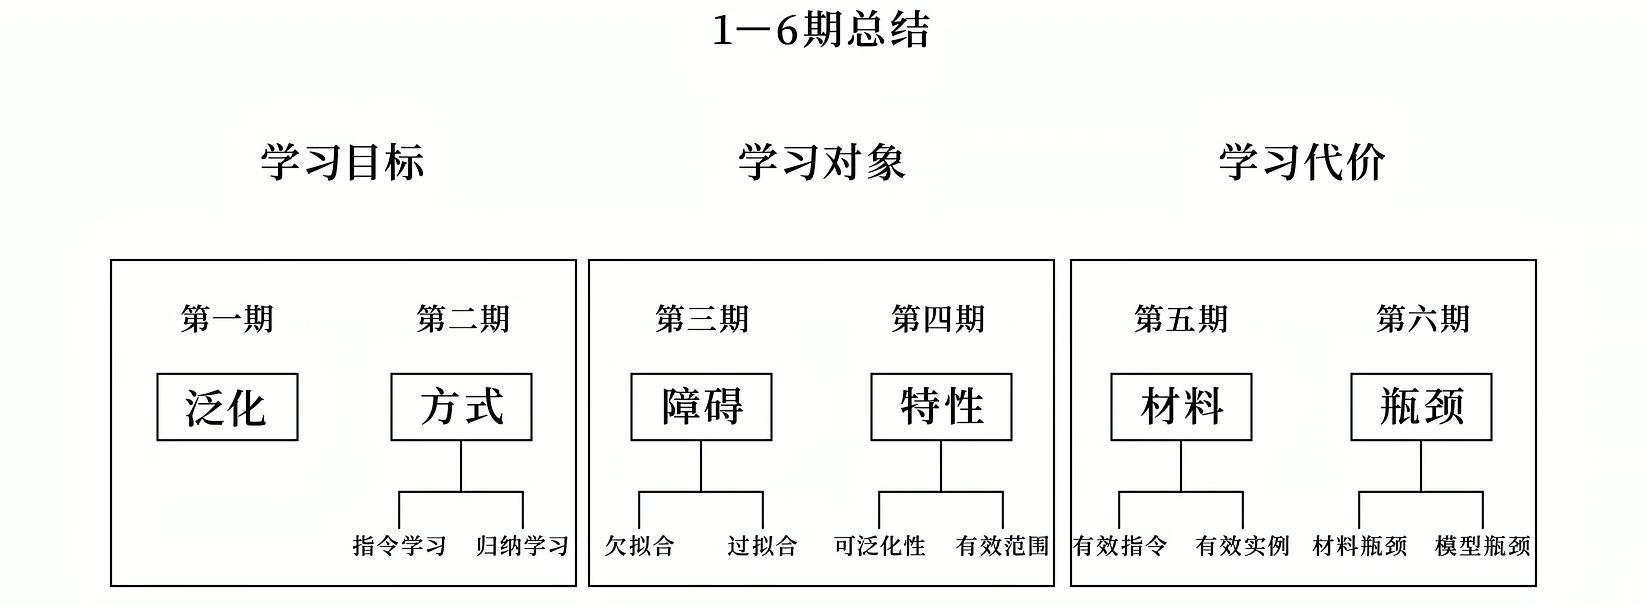 1—6期总结
学习目标 学习对象 学习代价
第一期 第二期 第三期 第四期 第五期 第六期
泛化 方式 障碍 特性 材料 瓶颈
指令学习 归纳学习 欠拟合 过拟合 可泛化性 有效范围 有效指令 有效实例 材料瓶颈 模型瓶颈